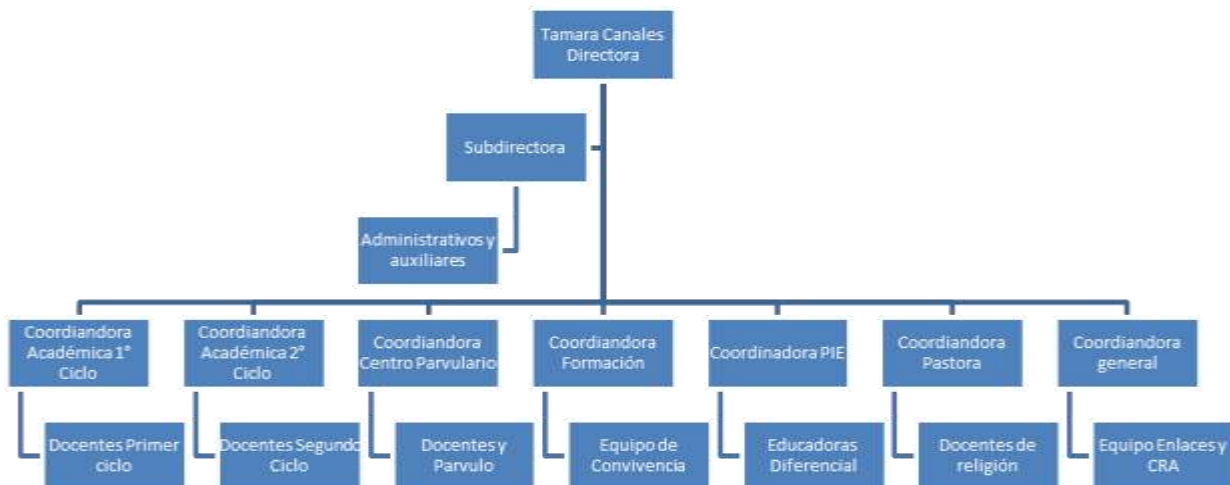 Tamara Canales
Directora
Subdirectora
Administrativos y
auxiliares
Coordiandora
Académica 1°
Ciclo
Coordiandora
Académica 2°
Ciclo
Coordiandora
Centro Parvulario
Coordiandora
Formación
Coordinadora PIE
Coordiandora
Pastora
Coordiandora
general
Docentes Primer
ciclo
Docentes Segundo
Ciclo
Docentes y
Parvulo
Equipo de
Convivencia
Educadoras
Diferencial
Docentes de
religión
Equipo Enlaces y
CRA